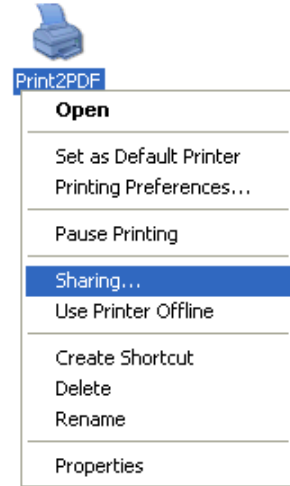 Print2PDF
Open
Set as Default Printer
Printing Preferences...
Pause Printing
Sharing...
Use Printer Offline
Create Shortcut
Delete
Rename
Properties